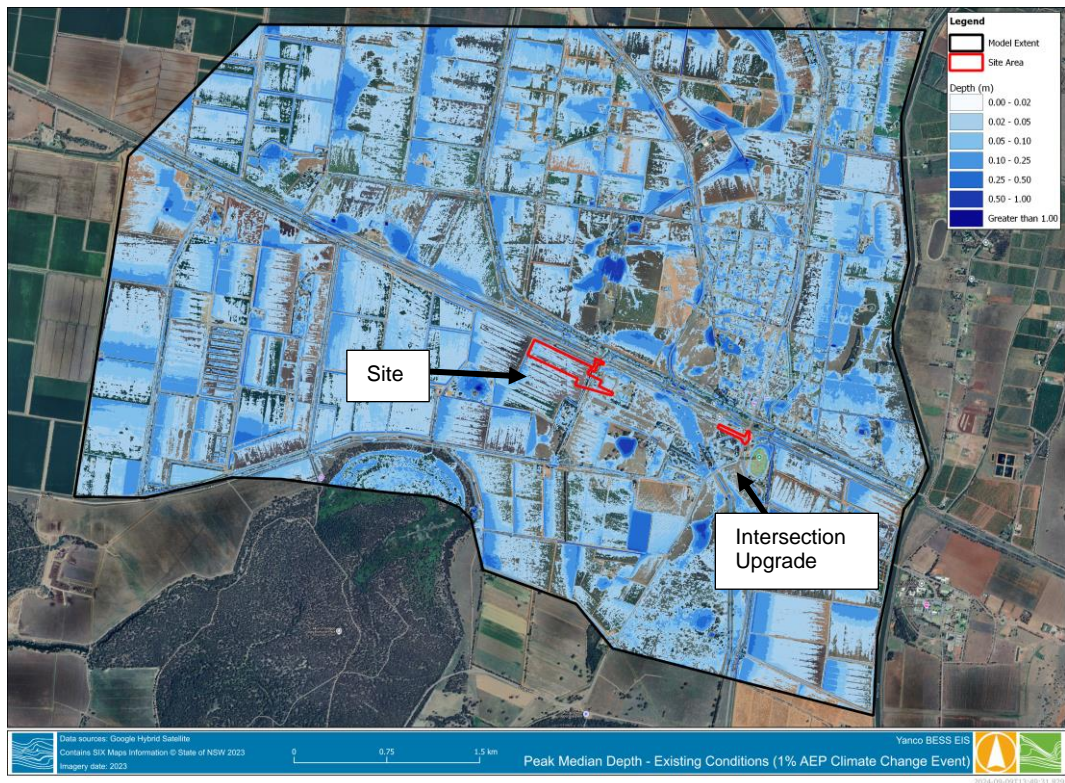 Legend
Model Extent
Site Area
Depth (m)
0.00 - 0.02
0.02 - 0.05
0.05 - 0.10
0.10 - 0.25
0.25 - 0.50
0.50 - 1.00
Greater than 1.00
Site
Intersection
Upgrade
Data sources: Google Hybrid Satellite
Contains SIX Maps Information © State of NSW 2023
Imagery date: 2023
0
0.75
1.5 km
Yanco BESS EIS
Peak Median Depth - Existing Conditions (1% AEP Climate Change Event)